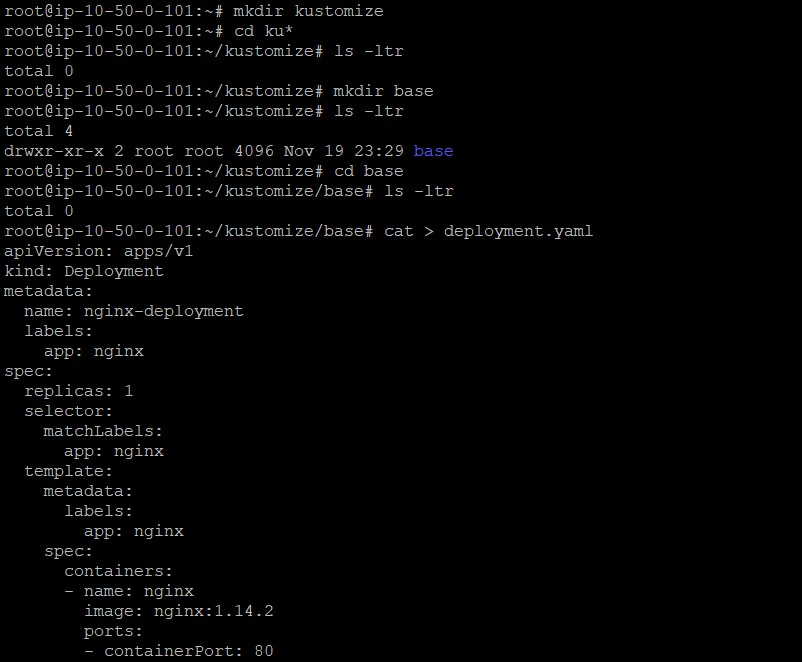 root@ip-10-50-0-101:~# mkdir kustomize
root@ip-10-50-0-101:~# cd ku*
root@ip-10-50-0-101:~/kustomize# ls -ltr
total 0
root@ip-10-50-0-101:~/kustomize# mkdir base
root@ip-10-50-0-101:~/kustomize# ls -ltr
total 4
drwxr-xr-x 2 root root 4096 Nov 19 23:29 base
root@ip-10-50-0-101:~/kustomize# cd base
root@ip-10-50-0-101:~/kustomize/base# ls -ltr
total 0
root@ip-10-50-0-101:~/kustomize/base# cat > deployment.yaml
apiVersion: apps/v1
kind: Deployment
metadata:
  name: nginx-deployment
  labels:
    app: nginx
spec:
  replicas: 1
  selector:
    matchLabels:
      app: nginx
  template:
    metadata:
      labels:
        app: nginx
    spec:
      containers:
      - name: nginx
        image: nginx:1.14.2
        ports:
        - containerPort: 80